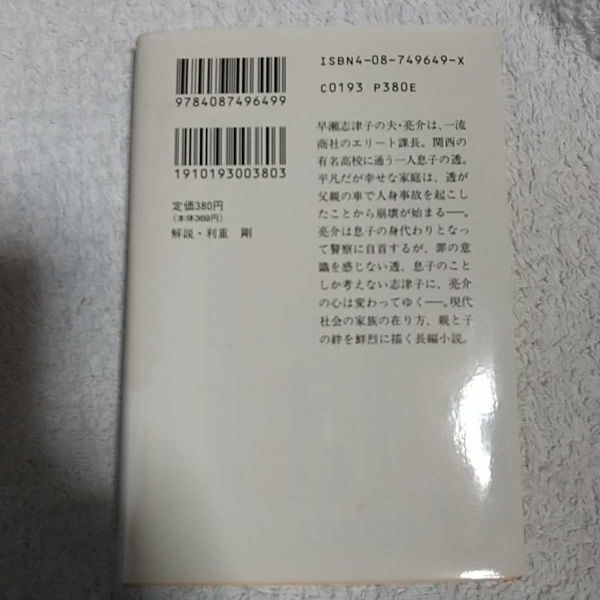 ISBN4-08-749649-X
C0193 P380E
9784087496499
1910193003803
定価380円
(本体369円)
解説・利重 剛
早瀬志津子の夫・亮介は、一流
商社のエリート課長。関西の
有名高校に通う一人息子の透。
平凡だが幸せな家庭は、透が
父親の車で人身事故を起こし
たことから崩壊が始まる──。
亮介は息子の身代わりとなっ
て警察に自首するが、罪の意
識を感じない透、息子のこと
しか考えない志津子に、亮介
の心は変わってゆく──。現代
社会の家族の在り方、親と子
の絆を鮮烈に描く長編小説。